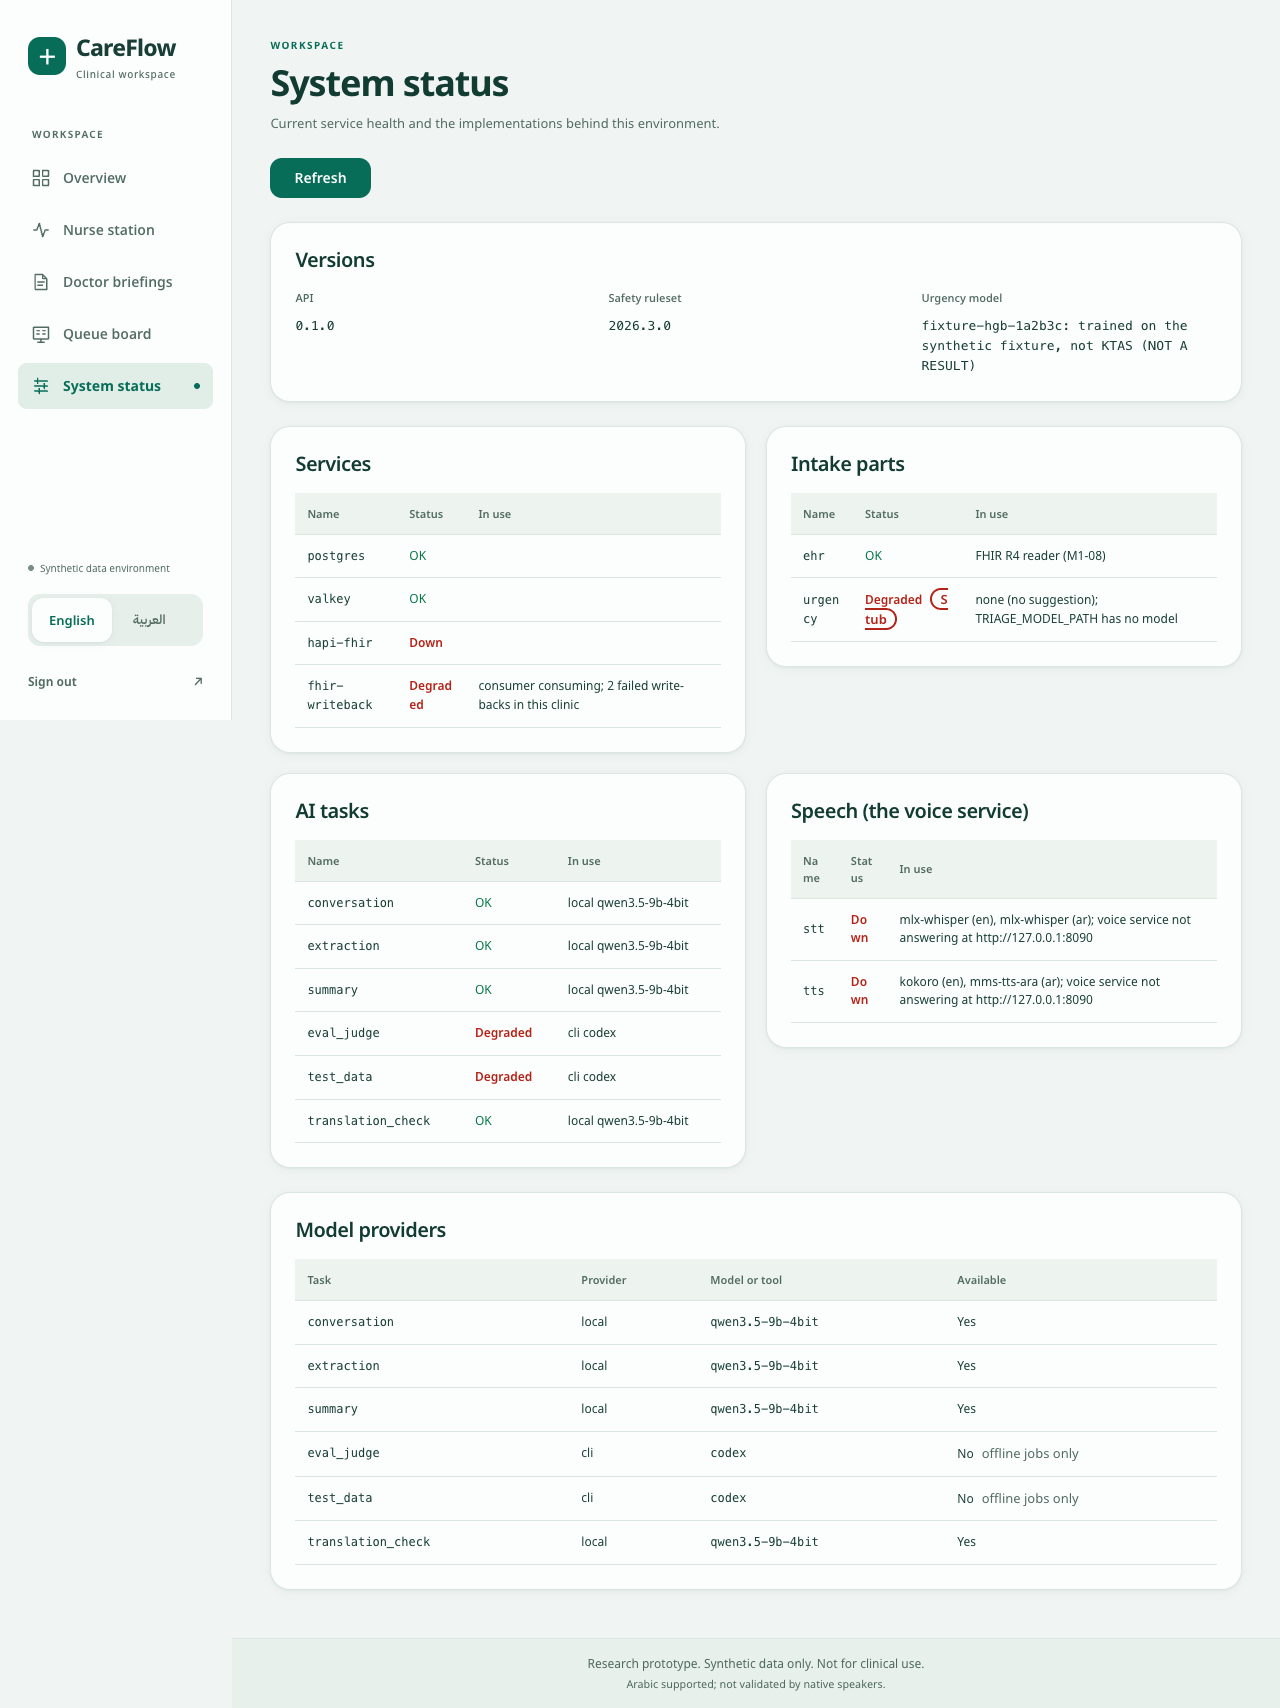 CareFlow
Clinical workspace
WORKSPACE
Overview
Nurse station
Doctor briefings
Queue board
System status
Synthetic data environment
English العربية
Sign out
WORKSPACE
System status
Current service health and the implementations behind this environment.
Refresh
Versions
API
0.1.0
Safety ruleset
2026.3.0
Urgency model
fixture-hgb-1a2b3c: trained on the
synthetic fixture, not KTAS (NOT A
RESULT)
Services
Name Status In use
postgres OK
valkey OK
hapi-fhir Down
fhir-
writeback
Degrad
ed
consumer consuming; 2 failed write-
backs in this clinic
Intake parts
Name Status In use
ehr OK FHIR R4 reader (M1-08)
urgen
cy
Degraded S
tub
none (no suggestion);
TRIAGE_MODEL_PATH has no model
AI tasks
Name Status In use
conversation OK local qwen3.5-9b-4bit
extraction OK local qwen3.5-9b-4bit
summary OK local qwen3.5-9b-4bit
eval_judge Degraded cli codex
test_data Degraded cli codex
translation_check OK local qwen3.5-9b-4bit
Speech (the voice service)
Na
me
Stat
us
In use
stt
Do
wn
mlx-whisper (en), mlx-whisper (ar); voice service not
answering at http://127.0.0.1:8090
tts
Do
wn
kokoro (en), mms-tts-ara (ar); voice service not
answering at http://127.0.0.1:8090
Model providers
Task Provider Model or tool Available
conversation local qwen3.5-9b-4bit Yes
extraction local qwen3.5-9b-4bit Yes
summary local qwen3.5-9b-4bit Yes
eval_judge cli codex No offline jobs only
test_data cli codex No offline jobs only
translation_check local qwen3.5-9b-4bit Yes
Research prototype. Synthetic data only. Not for clinical use.
Arabic supported; not validated by native speakers.